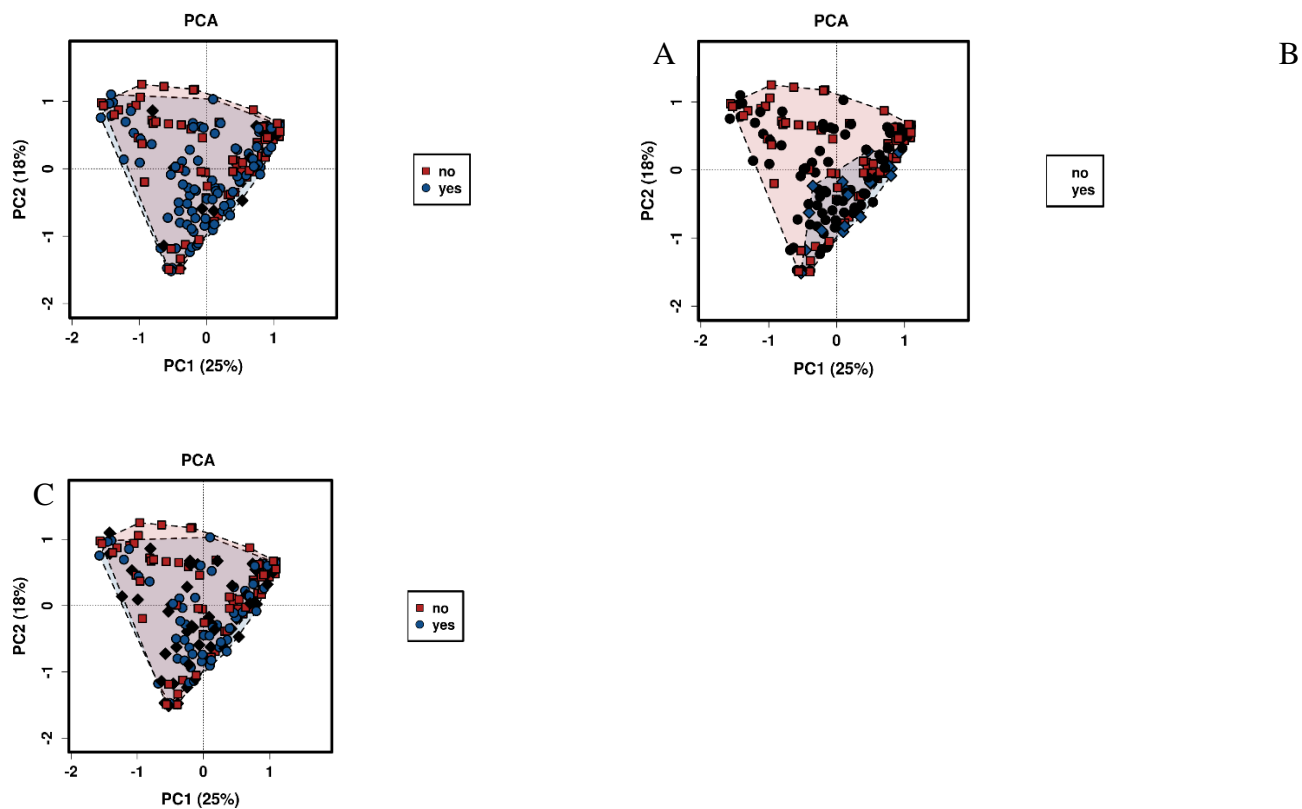 PCA
PC2 (18%)
1
0
-1
-2
-2
-1
0
1
PC1 (25%)
no
yes
A
PCA
PC2 (18%)
1
0
-1
-2
-2
-1
0
1
PC1 (25%)
no
yes
B
PCA
C
PC2 (18%)
1
0
-1
-2
-2
-1
0
1
PC1 (25%)
no
yes